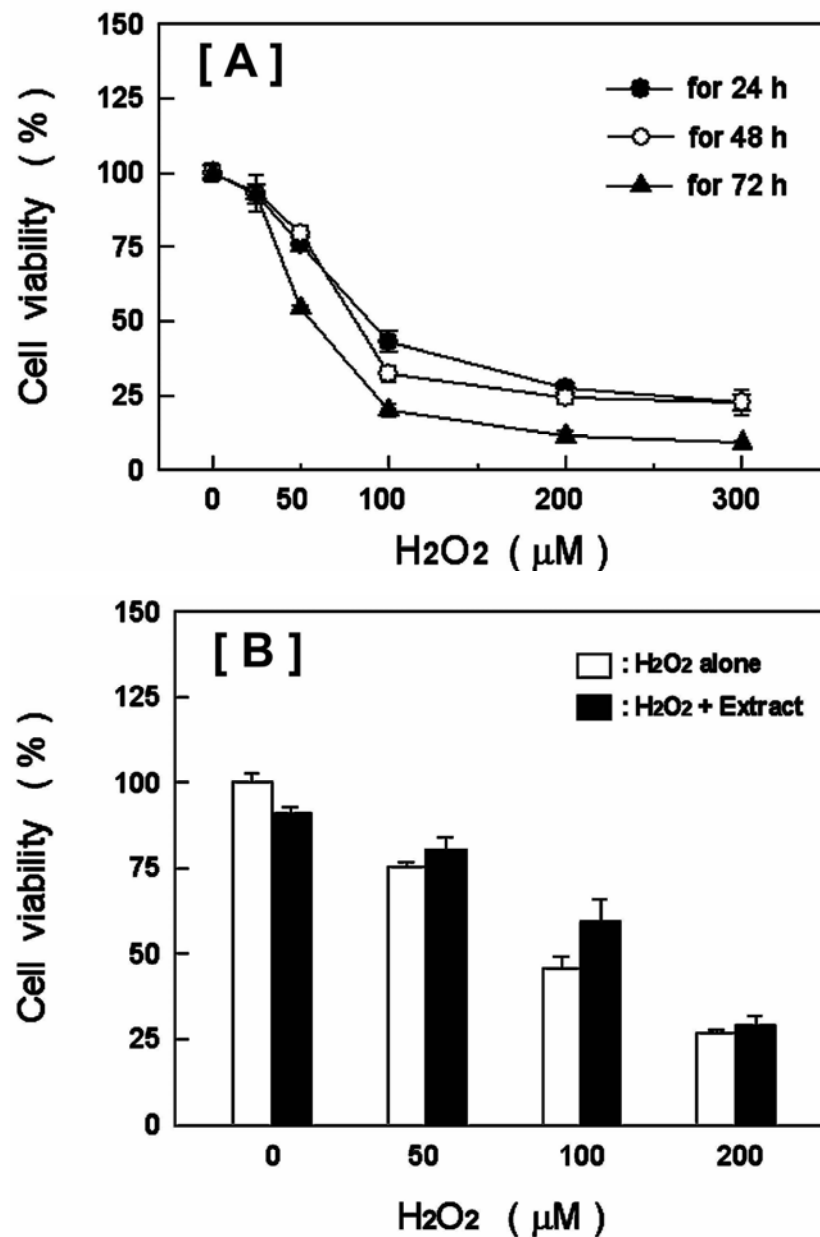 150
[ A ]
for 24 h
125
for 48 h
100
for 72 h
75
50
25
0
Cell viability ( % )
0 50 100 200 300
H2O2 ( μM )
150
[ B ]
: H2O2 alone
125
: H2O2 + Extract
100
75
50
25
0
Cell viability ( % )
0 50 100 200
H2O2 ( μM )